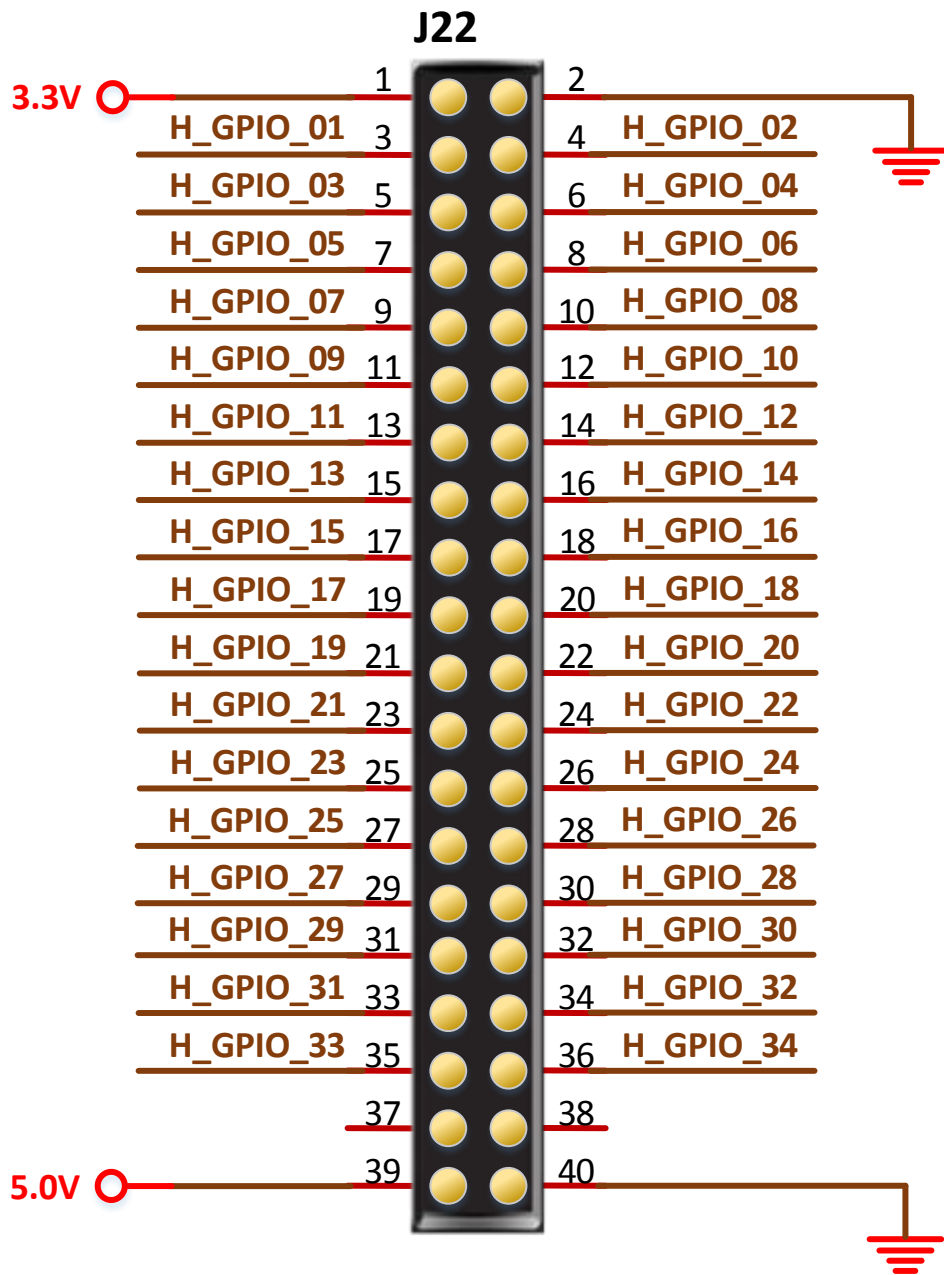 J22
3.3V 1 2
H_GPIO_01 3 4 H_GPIO_02
H_GPIO_03 5 6 H_GPIO_04
H_GPIO_05 7 8 H_GPIO_06
H_GPIO_07 9 10 H_GPIO_08
H_GPIO_09 11 12 H_GPIO_10
H_GPIO_11 13 14 H_GPIO_12
H_GPIO_13 15 16 H_GPIO_14
H_GPIO_15 17 18 H_GPIO_16
H_GPIO_17 19 20 H_GPIO_18
H_GPIO_19 21 22 H_GPIO_20
H_GPIO_21 23 24 H_GPIO_22
H_GPIO_23 25 26 H_GPIO_24
H_GPIO_25 27 28 H_GPIO_26
H_GPIO_27 29 30 H_GPIO_28
H_GPIO_29 31 32 H_GPIO_30
H_GPIO_31 33 34 H_GPIO_32
H_GPIO_33 35 36 H_GPIO_34
37 38
5.0V 39 40